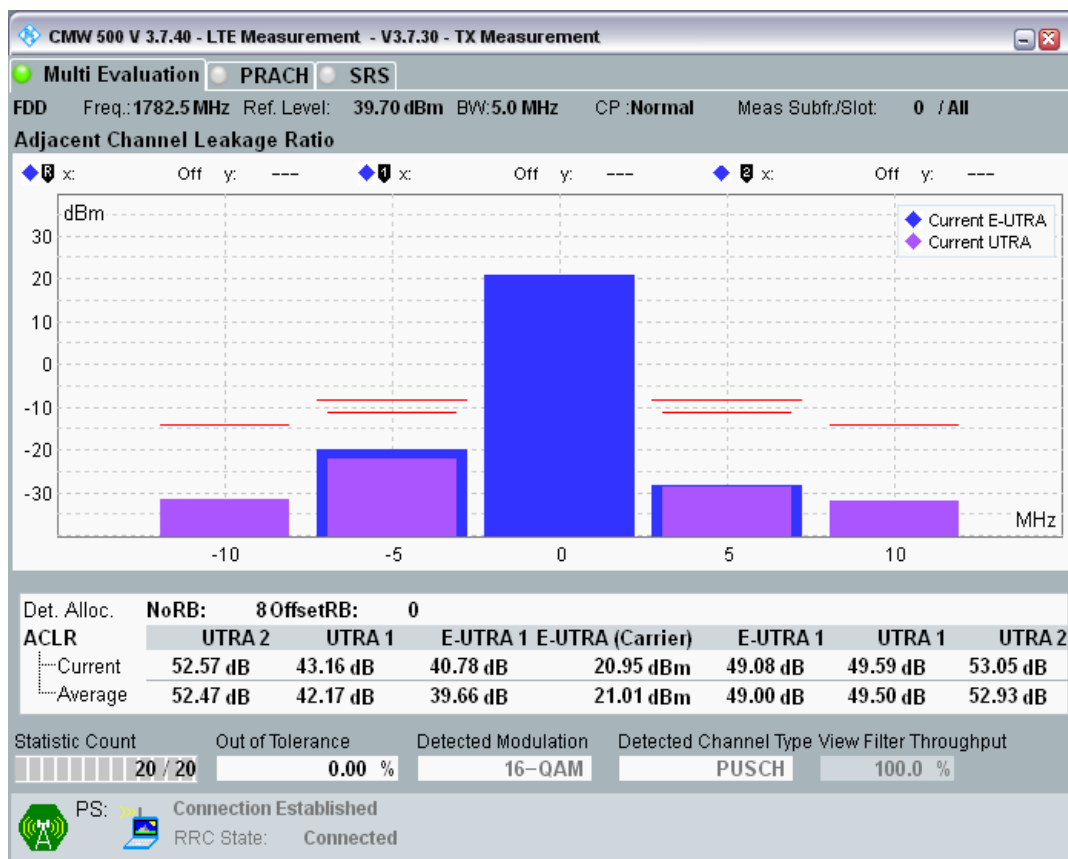 CMW 500 V 3.7.40 - LTE Measurement - V3.7.30 - TX Measurement
Multi Evaluation PRACH SRS
FDD Freq.: 1782.5 MHz Ref. Level: 39.70 dBm BW: 5.0 MHz CP : Normal Meas Subfr./Slot: 0 / All
Adjacent Channel Leakage Ratio
R x: Off y: --- 1 x: Off y: --- 2 x: Off y: ---
dBm
Current E-UTRA
Current UTRA
30
20
10
0
-10
-20
-30
MHz
-10 -5 0 5 10
Det. Alloc. NoRB: 8 OffsetRB: 0
ACLR UTRA 2 UTRA 1 E-UTRA 1 E-UTRA (Carrier) E-UTRA 1 UTRA 1 UTRA 2
Current 52.57 dB 43.16 dB 40.78 dB 20.95 dBm 49.08 dB 49.59 dB 53.05 dB
Average 52.47 dB 42.17 dB 39.66 dB 21.01 dBm 49.00 dB 49.50 dB 52.93 dB
Statistic Count Out of Tolerance Detected Modulation Detected Channel Type View Filter Throughput
20 / 20 0.00 % 16-QAM PUSCH 100.0 %
PS: Connection Established
RRC State: Connected